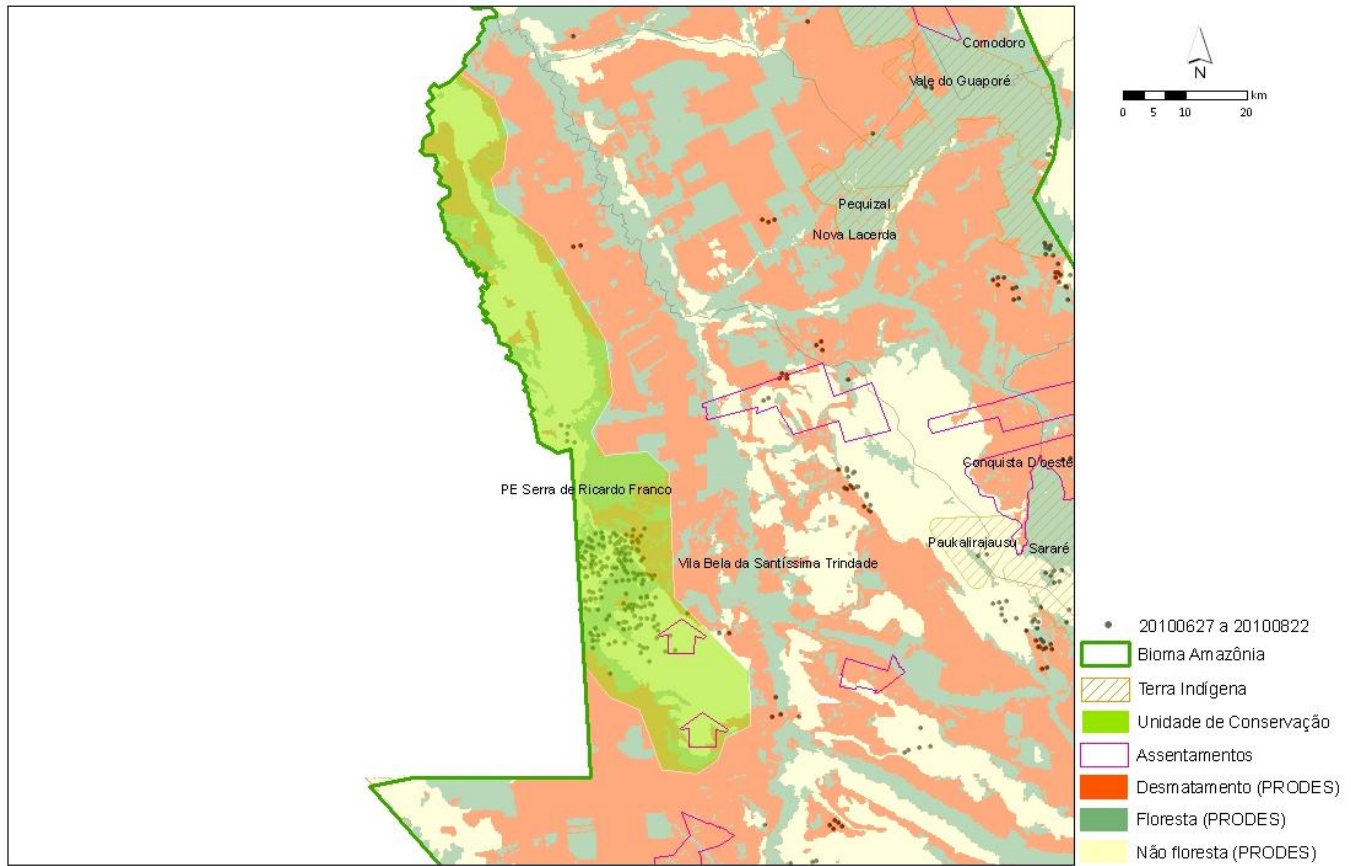 Comodoro
Vale do Guaporé
N
km
0 5 10 20
Pequizal
Nova Lacerda
Conquista D'oeste
PE Serra de Ricardo Franco
Paukalirajausu
Sararé
Vila Bela da Santíssima Trindade
20100627 a 20100822
Bioma Amazônia
Terra Indígena
Unidade de Conservação
Assentamentos
Desmatamento (PRODES)
Floresta (PRODES)
Não floresta (PRODES)